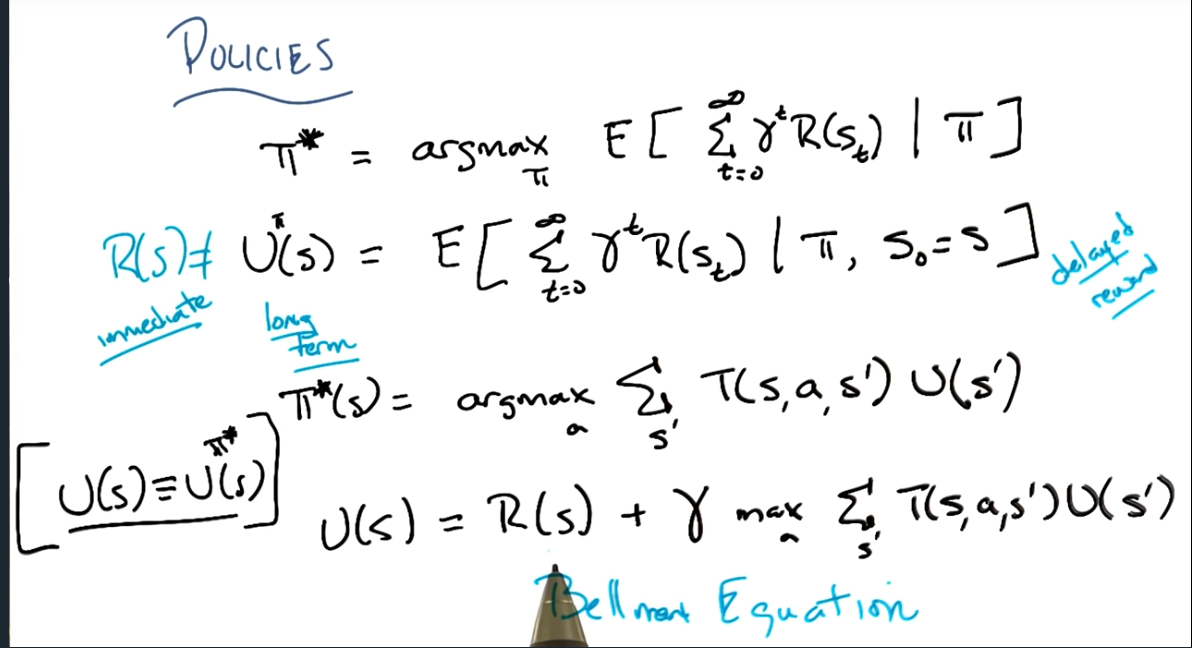 POLICIES
π* = argmax_π E[ Σ_{t=0}^{∞} γ^t R(s_t) | π ]
R(s) ≠ U^π(s) = E[ Σ_{t=0}^{∞} γ^t R(s_t) | π, s_0 = s ]
delayed
reward
immediate
long
term
π*(s) = argmax_a Σ_{s'} T(s,a,s') U(s')
[ U(s) ≡ U^{π*}(s) ]
U(s) = R(s) + γ max_a Σ_{s'} T(s,a,s') U(s')
Bellman Equation